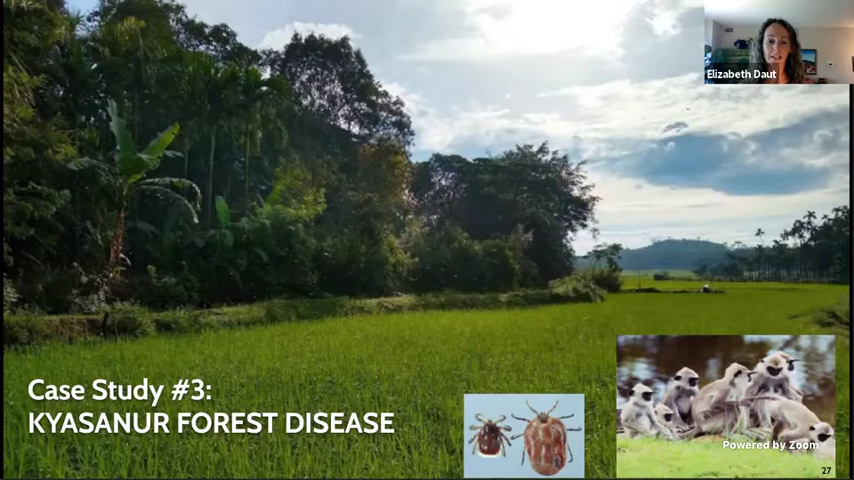 Elizabeth Daut
Case Study #3:
KYASANUR FOREST DISEASE
Powered by Zoom
27